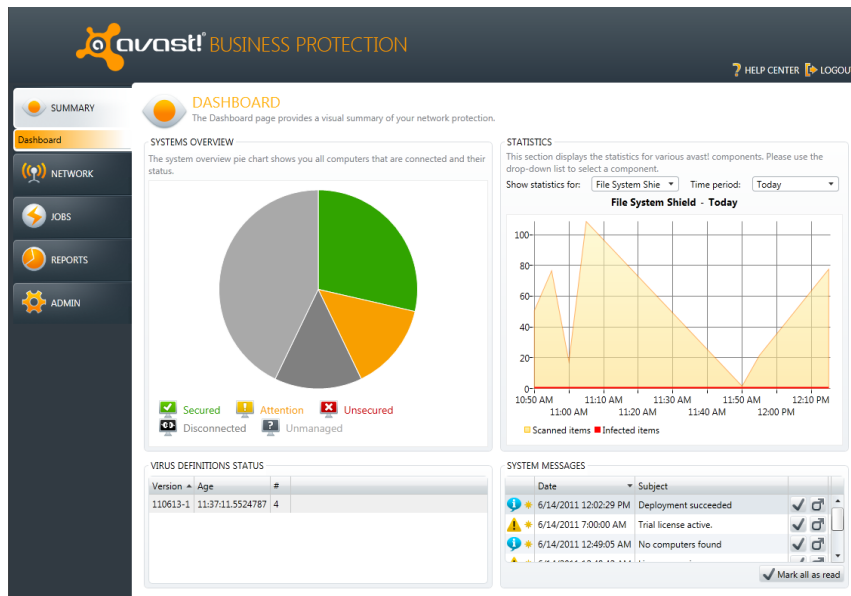 avast! BUSINESS PROTECTION
HELP CENTER LOGOU
SUMMARY
Dashboard
NETWORK
JOBS
REPORTS
ADMIN
DASHBOARD
The Dashboard page provides a visual summary of your network protection.
SYSTEMS OVERVIEW
The system overview pie chart shows you all computers that are connected and their
status.
Secured Attention Unsecured
Disconnected Unmanaged
STATISTICS
This section displays the statistics for various avast! components. Please use the
drop-down list to select a component.
Show statistics for: File System Shie Time period: Today
File System Shield - Today
100
80
60
40
20
0
10:50 AM 11:10 AM 11:30 AM 11:50 AM 12:10 PM
11:00 AM 11:20 AM 11:40 AM 12:00 PM
Scanned items Infected items
VIRUS DEFINITIONS STATUS
Version Age #
110613-1 11:37:11.5524787 4
SYSTEM MESSAGES
Date Subject
6/14/2011 12:02:29 PM Deployment succeeded
6/14/2011 7:00:00 AM Trial license active.
6/14/2011 12:49:05 AM No computers found
Mark all as read